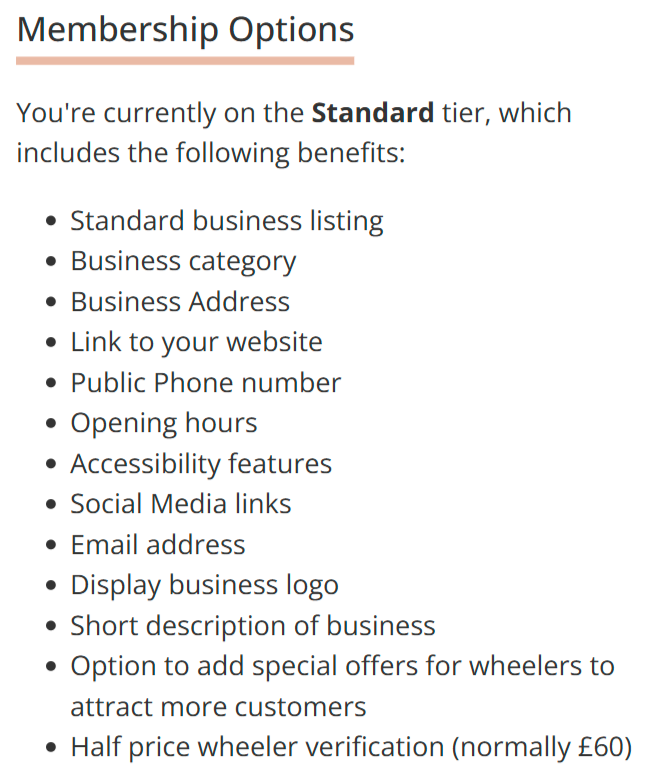 Membership Options
You're currently on the Standard tier, which
includes the following benefits:
Standard business listing
Business category
Business Address
Link to your website
Public Phone number
Opening hours
Accessibility features
Social Media links
Email address
Display business logo
Short description of business
Option to add special offers for wheelers to
attract more customers
Half price wheeler verification (normally £60)